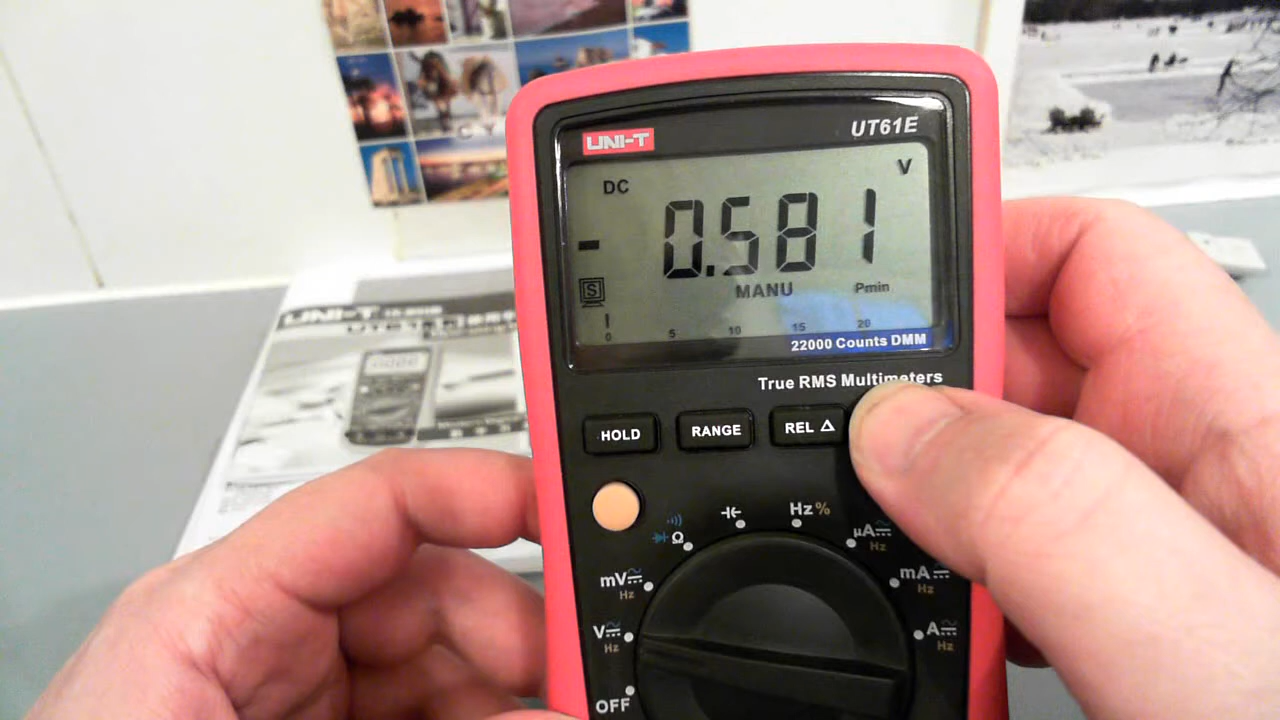 UNI-T
UT61E
DC
V
- 0.581
S
MANU Pmin
0 5 10 15 20
22000 Counts DMM
True RMS Multimeters
HOLD RANGE REL △
Hz%
Ω
μA
Hz
mV
Hz
mA
Hz
V
Hz
A
Hz
OFF
UNI-T